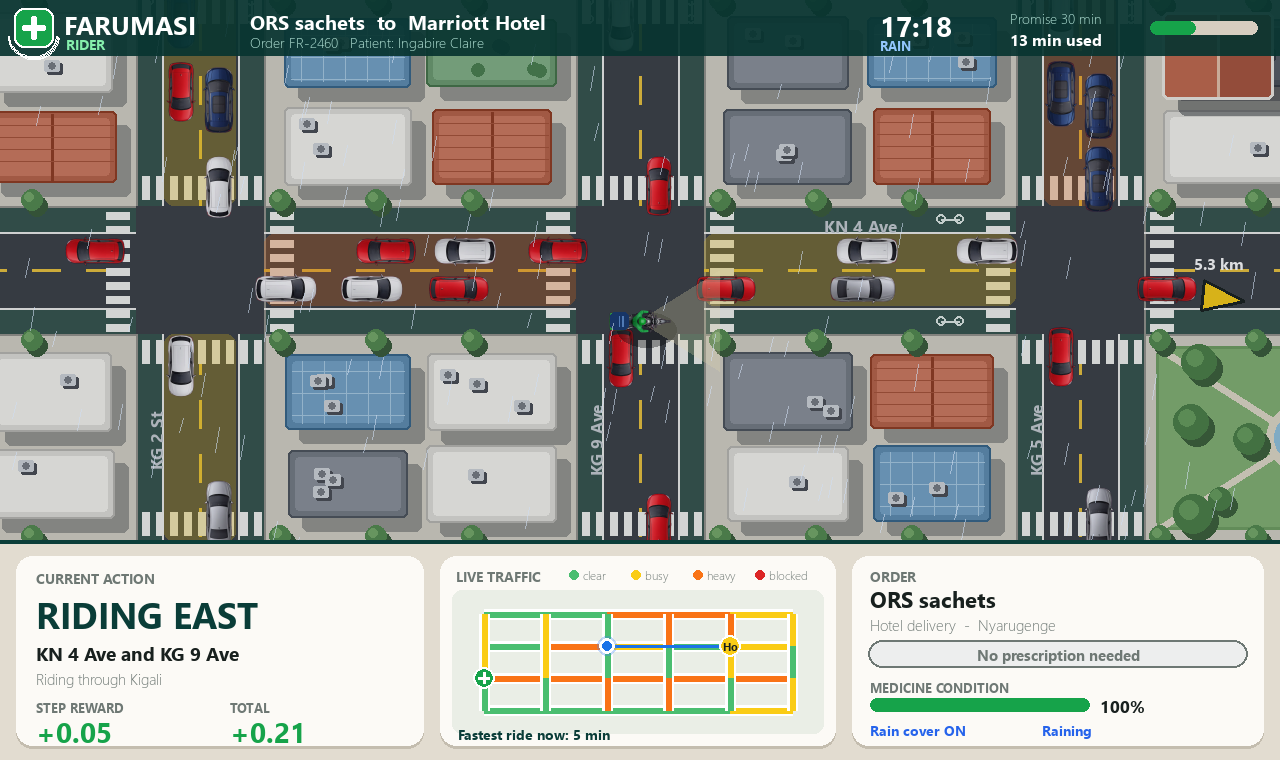 FARUMASI
RIDER
ORS sachets to Marriott Hotel
Order FR-2460 Patient: Ingabire Claire
17:18
RAIN
Promise 30 min
13 min used
KN 4 Ave
5.3 km
KG 2 St
KG 9 Ave
KG 5 Ave
CURRENT ACTION
RIDING EAST
KN 4 Ave and KG 9 Ave
Riding through Kigali
STEP REWARD
TOTAL
+0.05
+0.21
LIVE TRAFFIC
clear
busy
heavy
blocked
Ho
Fastest ride now: 5 min
ORDER
ORS sachets
Hotel delivery - Nyarugenge
No prescription needed
MEDICINE CONDITION
100%
Rain cover ON
Raining